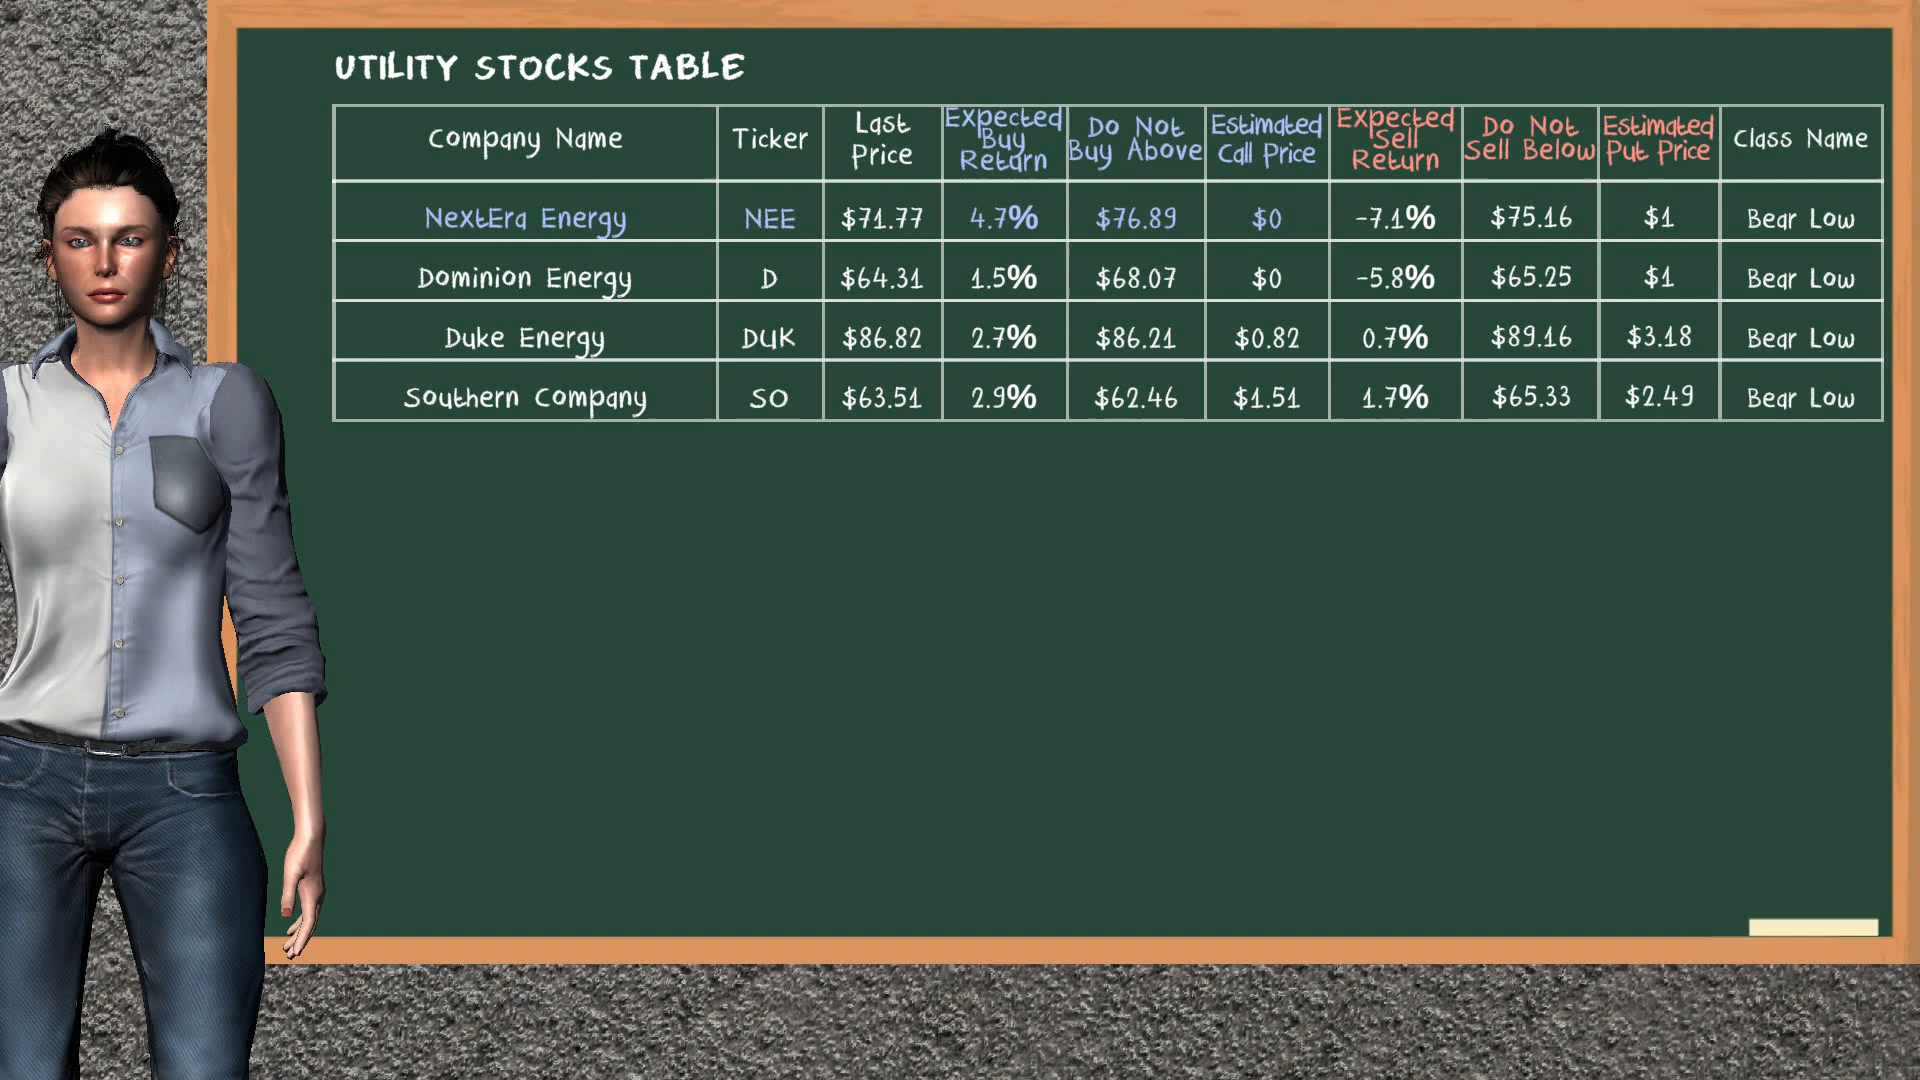 UTILITY STOCKS TABLE
Company Name Ticker Last Price Expected Buy Return Do Not Buy Above Estimated Call Price Expected Sell Return Do Not Sell Below Estimated Put Price Class Name
NextEra Energy NEE $71.77 4.7% $76.89 $0 -7.1% $75.16 $1 Bear Low
Dominion Energy D $64.31 1.5% $68.07 $0 -5.8% $65.25 $1 Bear Low
Duke Energy DUK $86.82 2.7% $86.21 $0.82 0.7% $89.16 $3.18 Bear Low
Southern Company SO $63.51 2.9% $62.46 $1.51 1.7% $65.33 $2.49 Bear Low